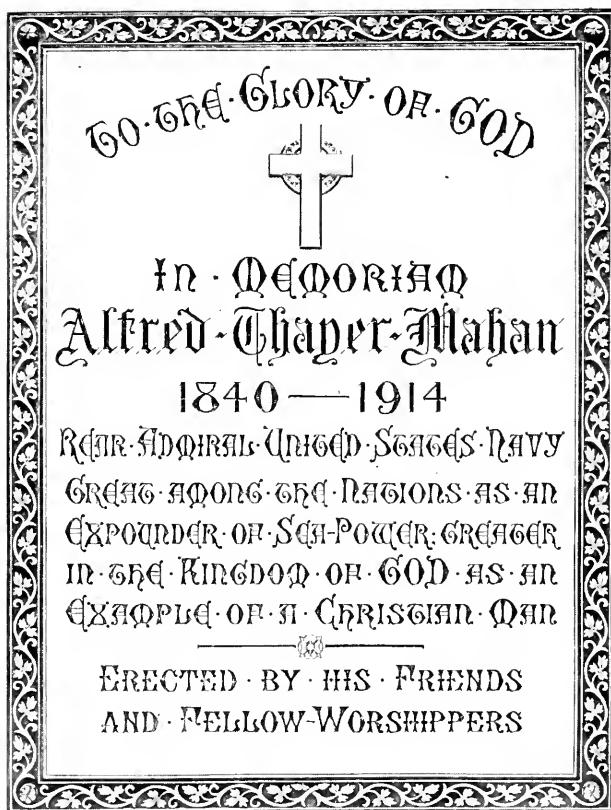 TO·THE·GLORY·OF·GOD
IN·MEMORIAM
Alfred-Thayer-Mahan
1840—1914
REAR·ADMIRAL·UNITED·STATES·NAVY
GREAT·AMONG·THE·NATIONS·AS·AN
EXPOUNDER·OF·SEA-POWER:GREATER
IN·THE·KINGDOM·OF·GOD·AS·AN
EXAMPLE·OF·A·CHRISTIAN·MAN
ERECTED·BY·HIS·FRIENDS
AND·FELLOW-WORSHIPPERS